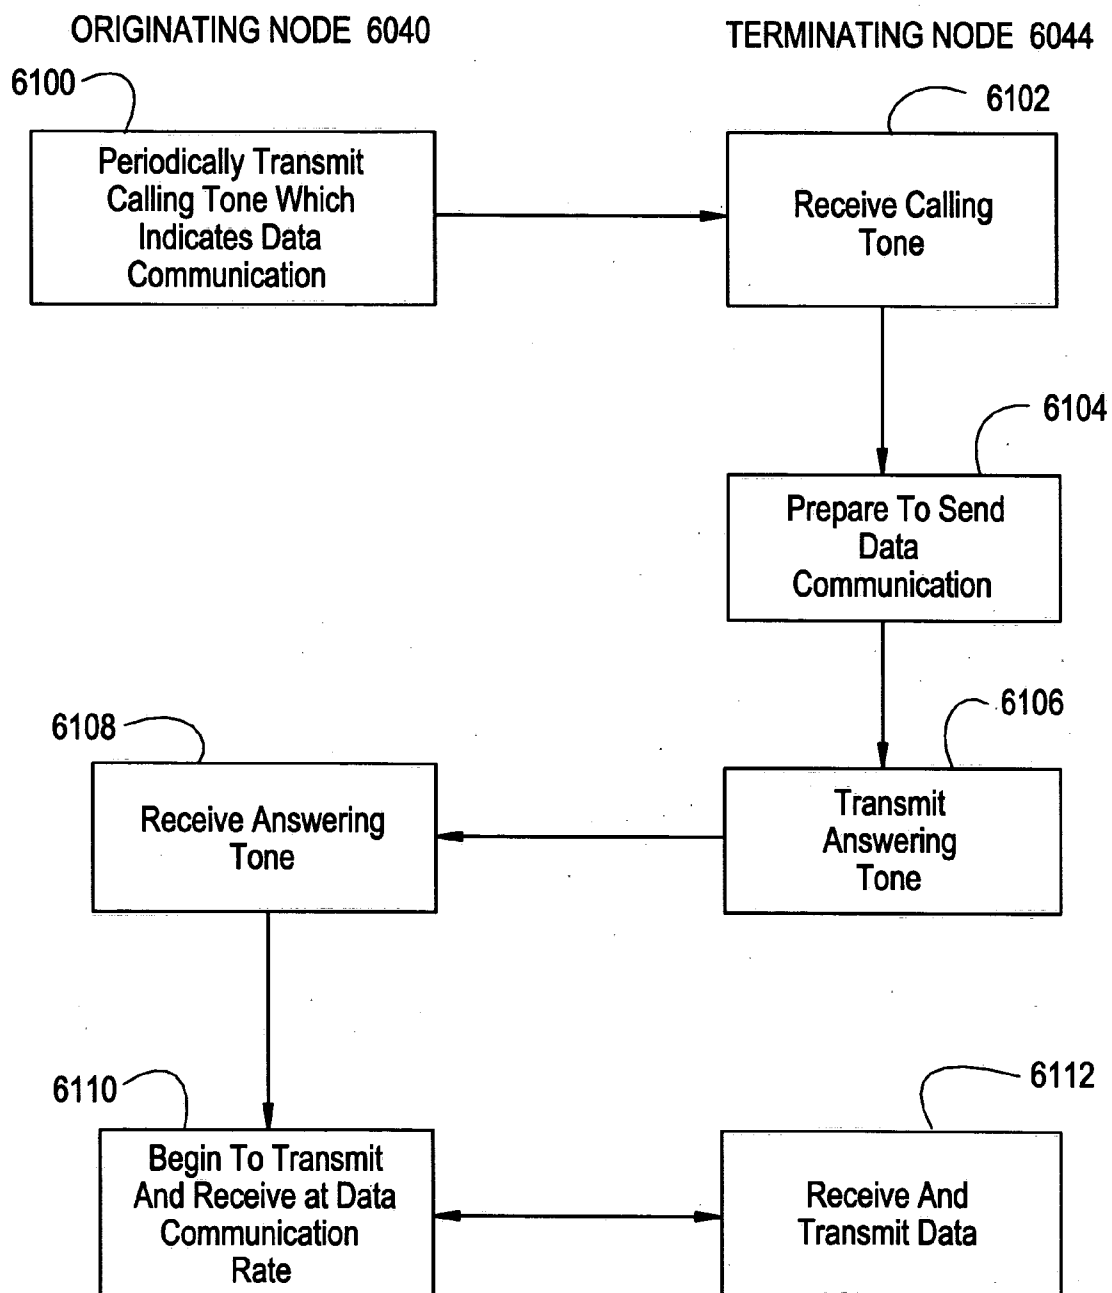 ORIGINATING NODE 6040
TERMINATING NODE 6044
6100
6102
Periodically Transmit
Calling Tone Which
Indicates Data
Communication
Receive Calling
Tone
6104
Prepare To Send
Data
Communication
6108
6106
Receive Answering
Tone
Transmit
Answering
Tone
6110
6112
Begin To Transmit
And Receive at Data
Communication
Rate
Receive And
Transmit Data